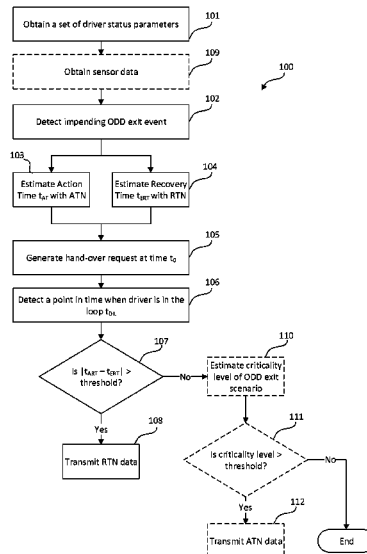 101
Obtain a set of driver status parameters
109
Obtain sensor data
100
102
Detect impending ODD exit event
103
104
Estimate Action
Time tAT with ATN
Estimate Recovery
Time tERT with RTN
105
Generate hand-over request at time t0
106
Detect a point in time when driver is in the
loop tDIL
107
110
Is |tART – tERT| >
threshold?
No
Estimate criticality
level of ODD exit
scenario
Yes
108
111
Transmit RTN data
Is criticality level >
threshold?
No
Yes
112
Transmit ATN data
End